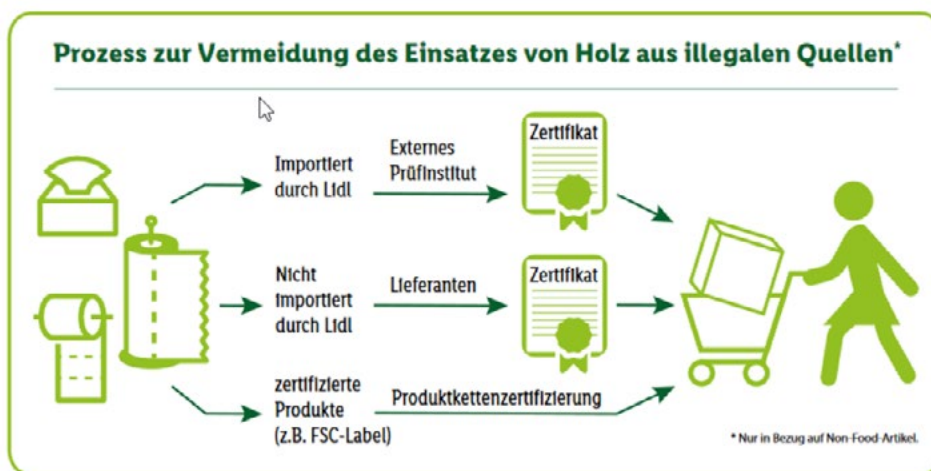 Prozess zur Vermeidung des Einsatzes von Holz aus illegalen Quellen*
Importiert
durch Lidl
Externes
Prüfinstitut
Zertifikat
Nicht
importiert
durch Lidl
Lieferanten
Zertifikat
zertifizierte
Produkte
(z.B. FSC-Label)
Produktkettenzertifizierung
* Nur in Bezug auf Non-Food-Artikel.